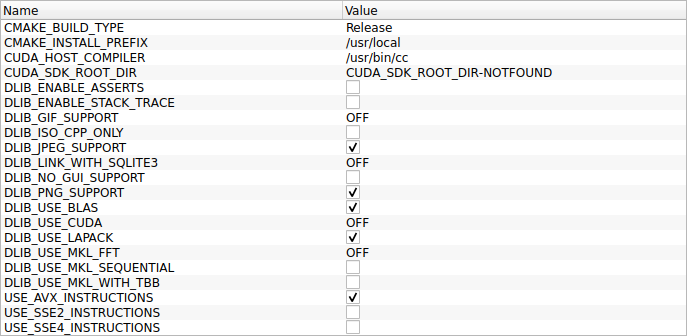 Name Value
CMAKE_BUILD_TYPE Release
CMAKE_INSTALL_PREFIX /usr/local
CUDA_HOST_COMPILER /usr/bin/cc
CUDA_SDK_ROOT_DIR CUDA_SDK_ROOT_DIR-NOTFOUND
DLIB_ENABLE_ASSERTS
DLIB_ENABLE_STACK_TRACE
DLIB_GIF_SUPPORT OFF
DLIB_ISO_CPP_ONLY
DLIB_JPEG_SUPPORT
DLIB_LINK_WITH_SQLITE3 OFF
DLIB_NO_GUI_SUPPORT
DLIB_PNG_SUPPORT
DLIB_USE_BLAS
DLIB_USE_CUDA OFF
DLIB_USE_LAPACK
DLIB_USE_MKL_FFT OFF
DLIB_USE_MKL_SEQUENTIAL
DLIB_USE_MKL_WITH_TBB
USE_AVX_INSTRUCTIONS
USE_SSE2_INSTRUCTIONS
USE_SSE4_INSTRUCTIONS